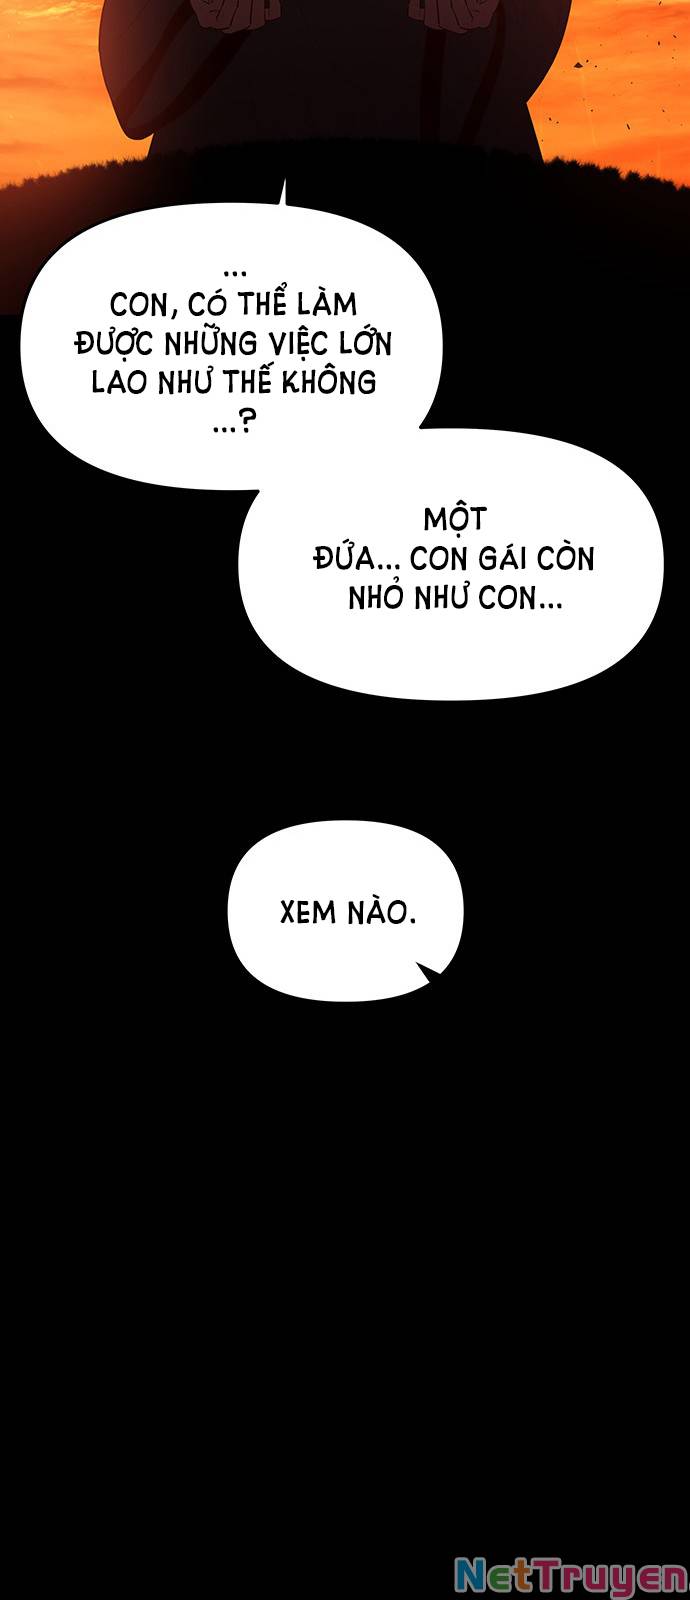 ...
CON, CÓ THỂ LÀM
ĐƯỢC NHỮNG VIỆC LỚN
LAO NHƯ THẾ KHÔNG
...?
MỘT
ĐỨA... CON GÁI CÒN
NHỎ NHƯ CON...
XEM NÀO.
NetTruyen